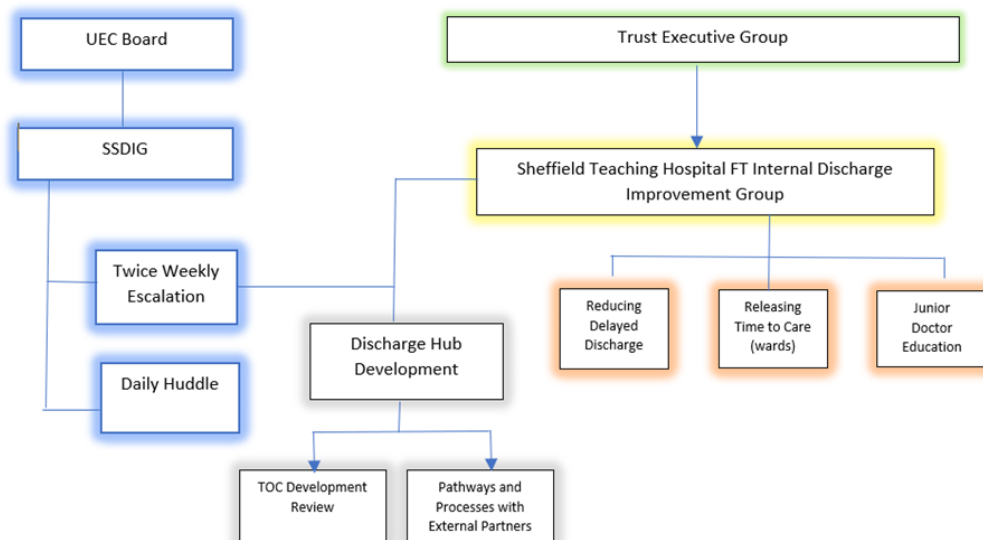 UEC Board
Trust Executive Group
SSDIG
Sheffield Teaching Hospital FT Internal Discharge
Improvement Group
Twice Weekly
Escalation
Reducing
Delayed
Discharge
Releasing
Time to Care
(wards)
Junior
Doctor
Education
Discharge Hub
Development
Daily Huddle
TOC Development
Review
Pathways and
Processes with
External Partners